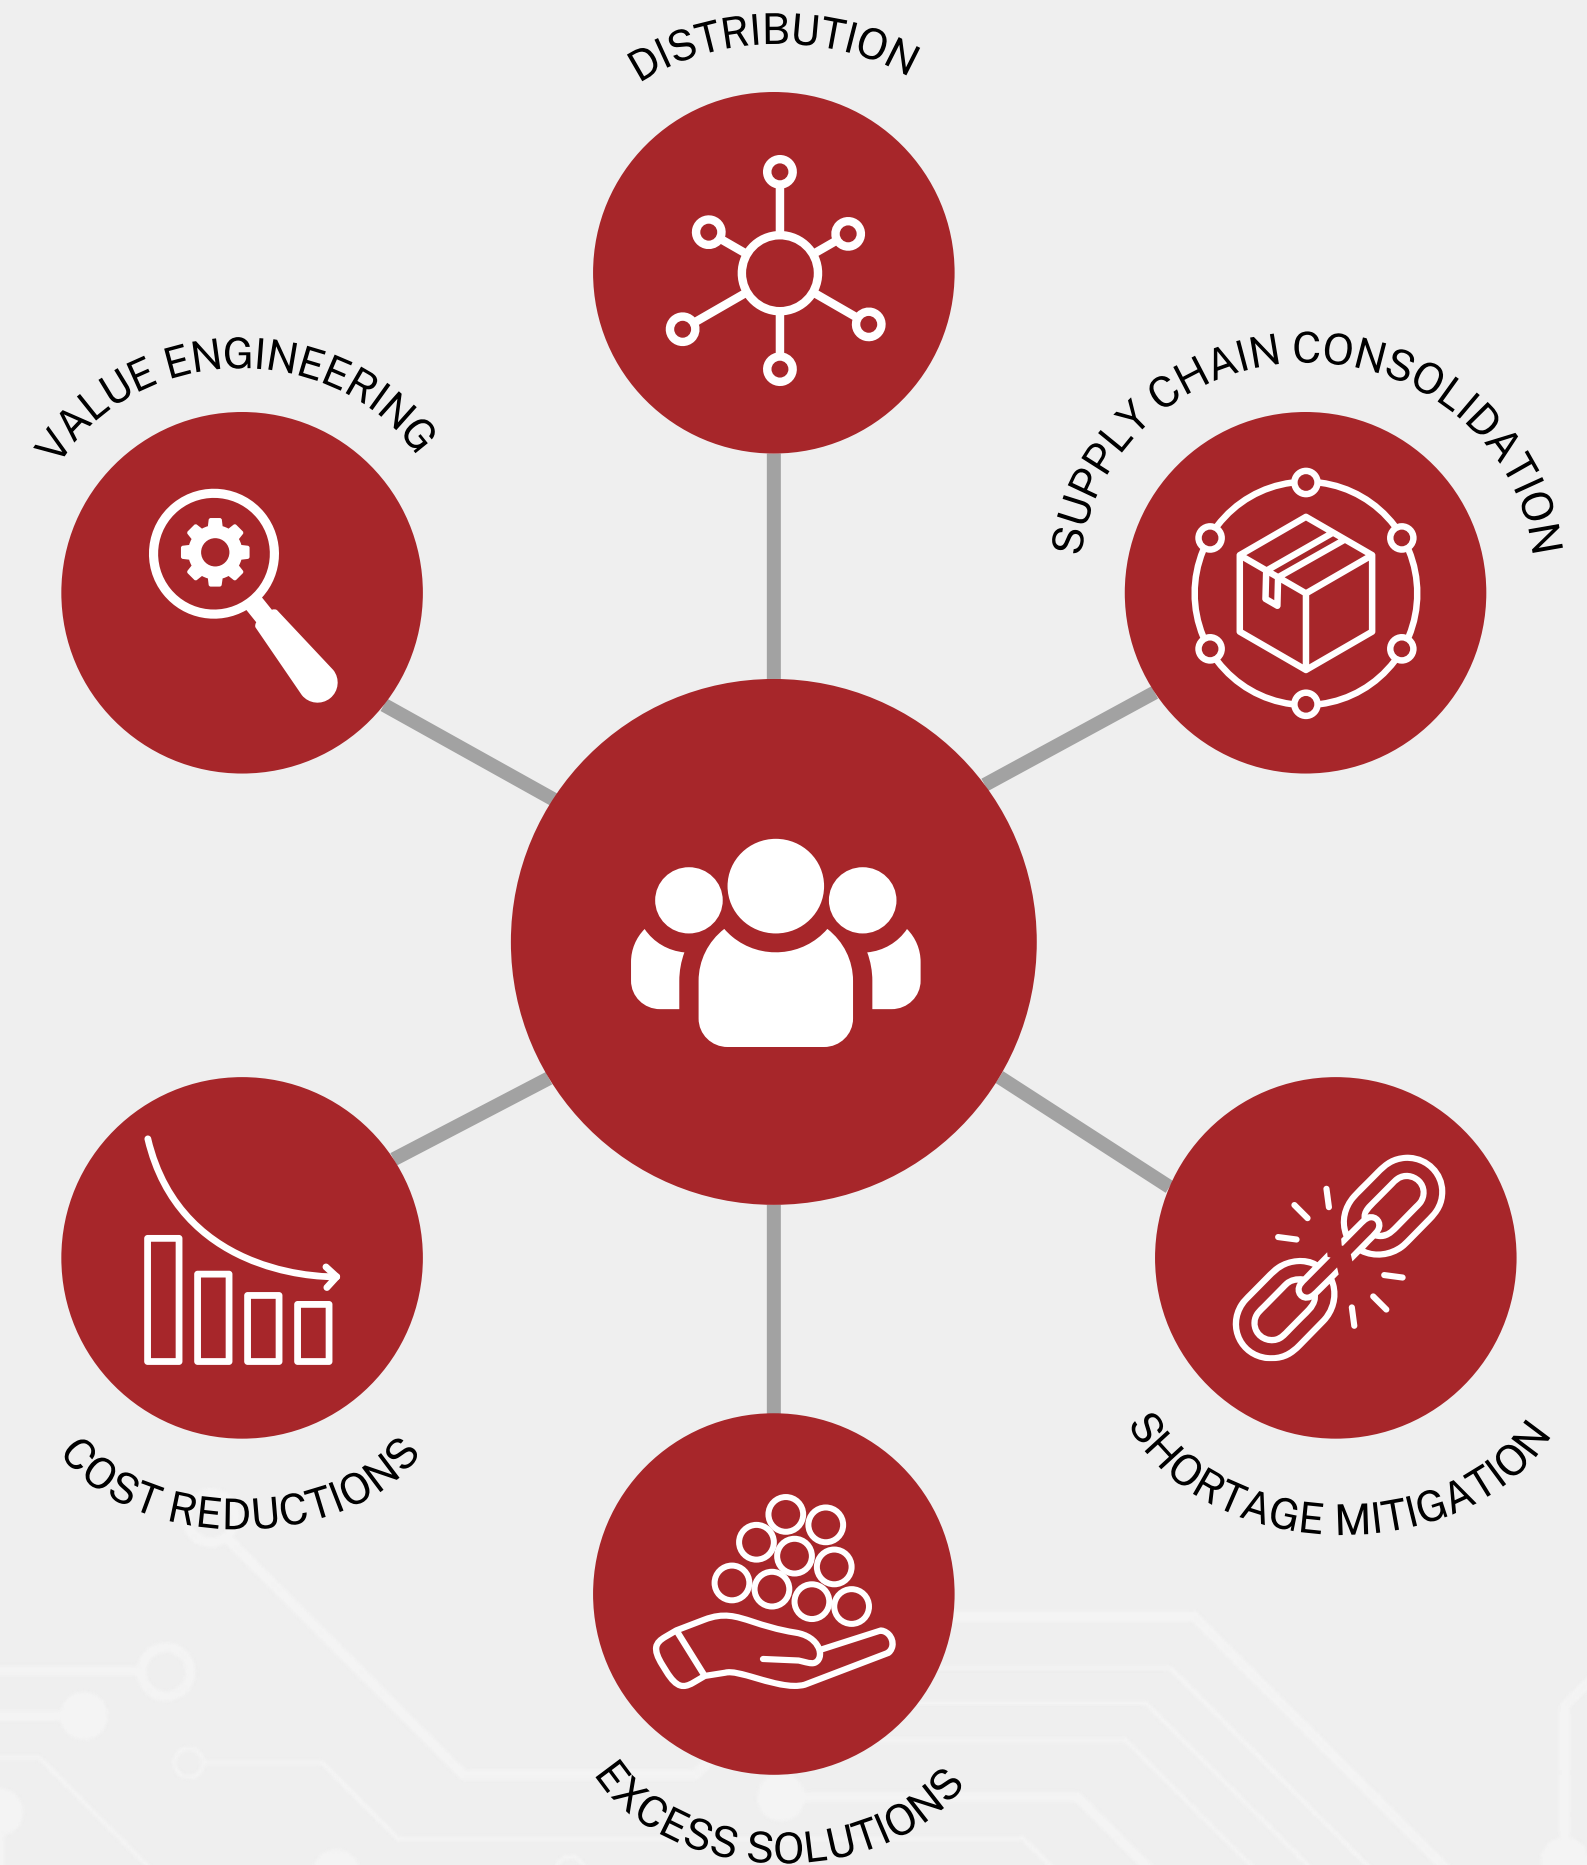 DISTRIBUTION
VALUE ENGINEERING
SUPPLY CHAIN CONSOLIDATION
COST REDUCTIONS
SHORTAGE MITIGATION
EXCESS SOLUTIONS